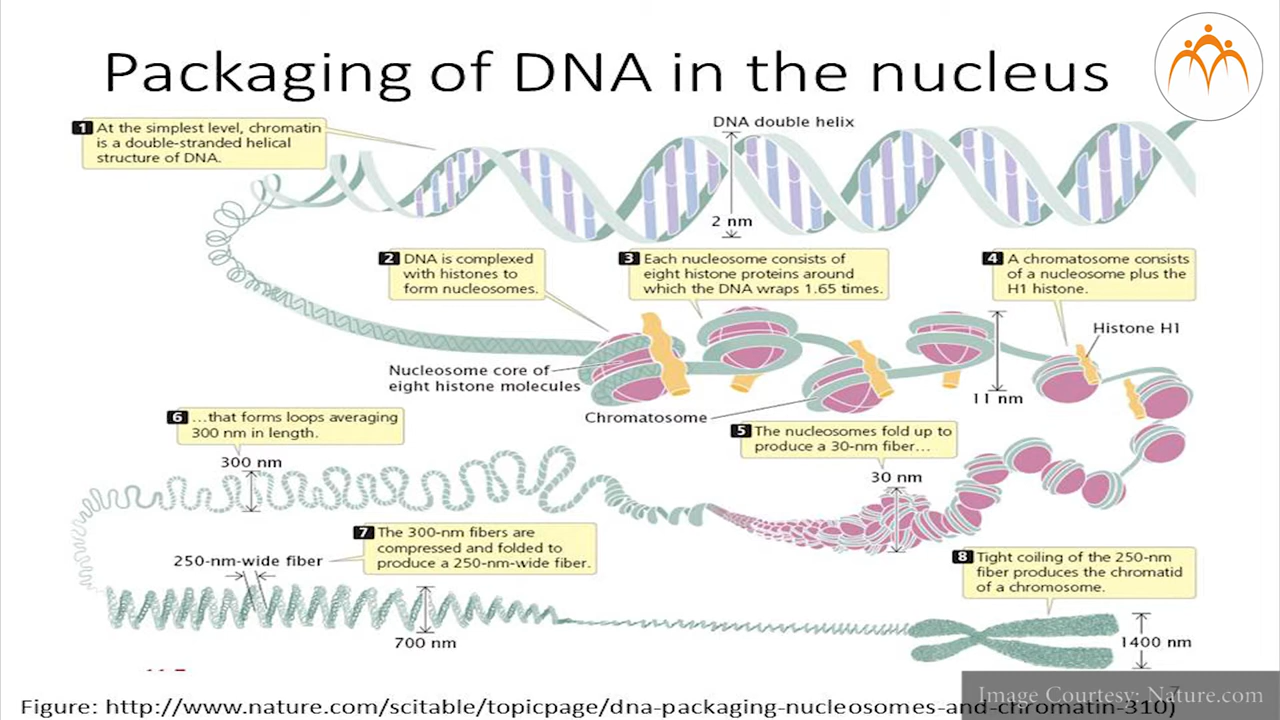 Packaging of DNA in the nucleus
1 At the simplest level, chromatin
is a double-stranded helical
structure of DNA.
DNA double helix
2 nm
2 DNA is complexed
with histones to
form nucleosomes.
3 Each nucleosome consists of
eight histone proteins around
which the DNA wraps 1.65 times.
4 A chromatosome consists
of a nucleosome plus the
H1 histone.
Histone H1
Nucleosome core of
eight histone molecules
Chromatosome
11 nm
6 ...that forms loops averaging
300 nm in length.
300 nm
5 The nucleosomes fold up to
produce a 30-nm fiber...
30 nm
7 The 300-nm fibers are
compressed and folded to
produce a 250-nm-wide fiber.
250-nm-wide fiber
700 nm
8 Tight coiling of the 250-nm
fiber produces the chromatid
of a chromosome.
1400 nm
Image Courtesy: Nature.com
Figure: http://www.nature.com/scitable/topicpage/dna-packaging-nucleosomes-and-chromatin-310)